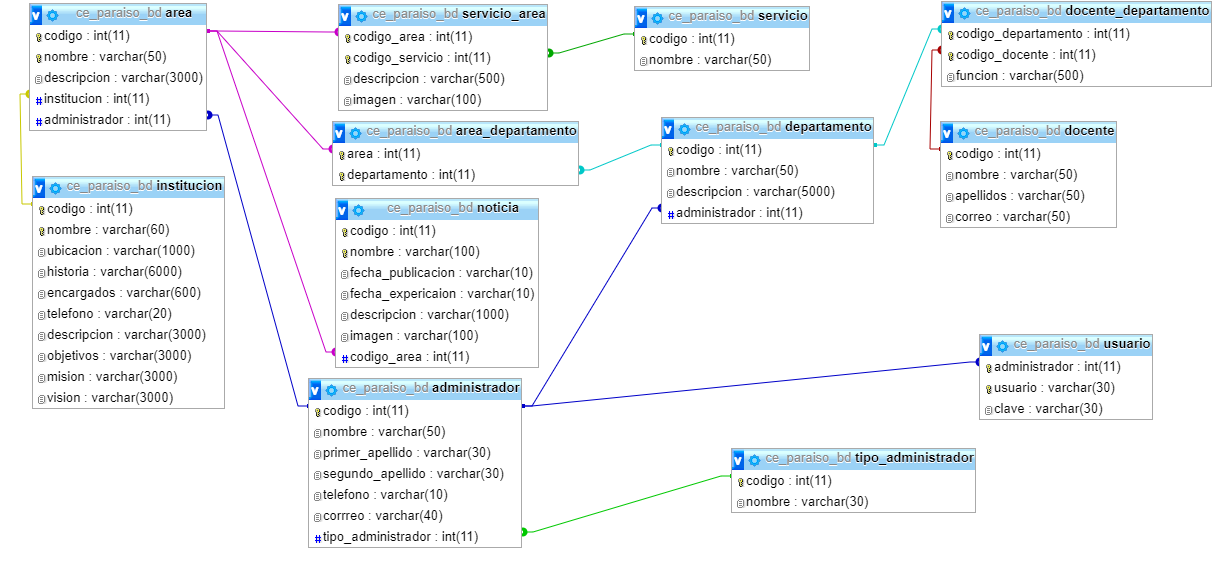 ce_paraiso_bd area
codigo : int(11)
nombre : varchar(50)
descripcion : varchar(3000)
institucion : int(11)
administrador : int(11)
ce_paraiso_bd servicio_area
codigo_area : int(11)
codigo_servicio : int(11)
descripcion : varchar(500)
imagen : varchar(100)
ce_paraiso_bd servicio
codigo : int(11)
nombre : varchar(50)
ce_paraiso_bd docente_departamento
codigo_departamento : int(11)
codigo_docente : int(11)
funcion : varchar(500)
ce_paraiso_bd area_departamento
area : int(11)
departamento : int(11)
ce_paraiso_bd departamento
codigo : int(11)
nombre : varchar(50)
descripcion : varchar(5000)
administrador : int(11)
ce_paraiso_bd docente
codigo : int(11)
nombre : varchar(50)
apellidos : varchar(50)
correo : varchar(50)
ce_paraiso_bd institucion
codigo : int(11)
nombre : varchar(60)
ubicacion : varchar(1000)
historia : varchar(6000)
encargados : varchar(600)
telefono : varchar(20)
descripcion : varchar(3000)
objetivos : varchar(3000)
mision : varchar(3000)
vision : varchar(3000)
ce_paraiso_bd noticia
codigo : int(11)
nombre : varchar(100)
fecha_publicacion : varchar(10)
fecha_expericaion : varchar(10)
descripcion : varchar(1000)
imagen : varchar(100)
codigo_area : int(11)
ce_paraiso_bd usuario
administrador : int(11)
usuario : varchar(30)
clave : varchar(30)
ce_paraiso_bd administrador
codigo : int(11)
nombre : varchar(50)
primer_apellido : varchar(30)
segundo_apellido : varchar(30)
telefono : varchar(10)
corrreo : varchar(40)
tipo_administrador : int(11)
ce_paraiso_bd tipo_administrador
codigo : int(11)
nombre : varchar(30)